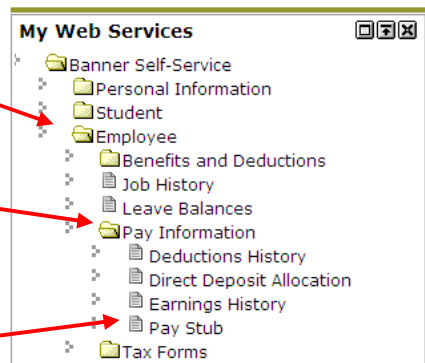 My Web Services
Banner Self-Service
Personal Information
Student
Employee
Benefits and Deductions
Job History
Leave Balances
Pay Information
Deductions History
Direct Deposit Allocation
Earnings History
Pay Stub
Tax Forms